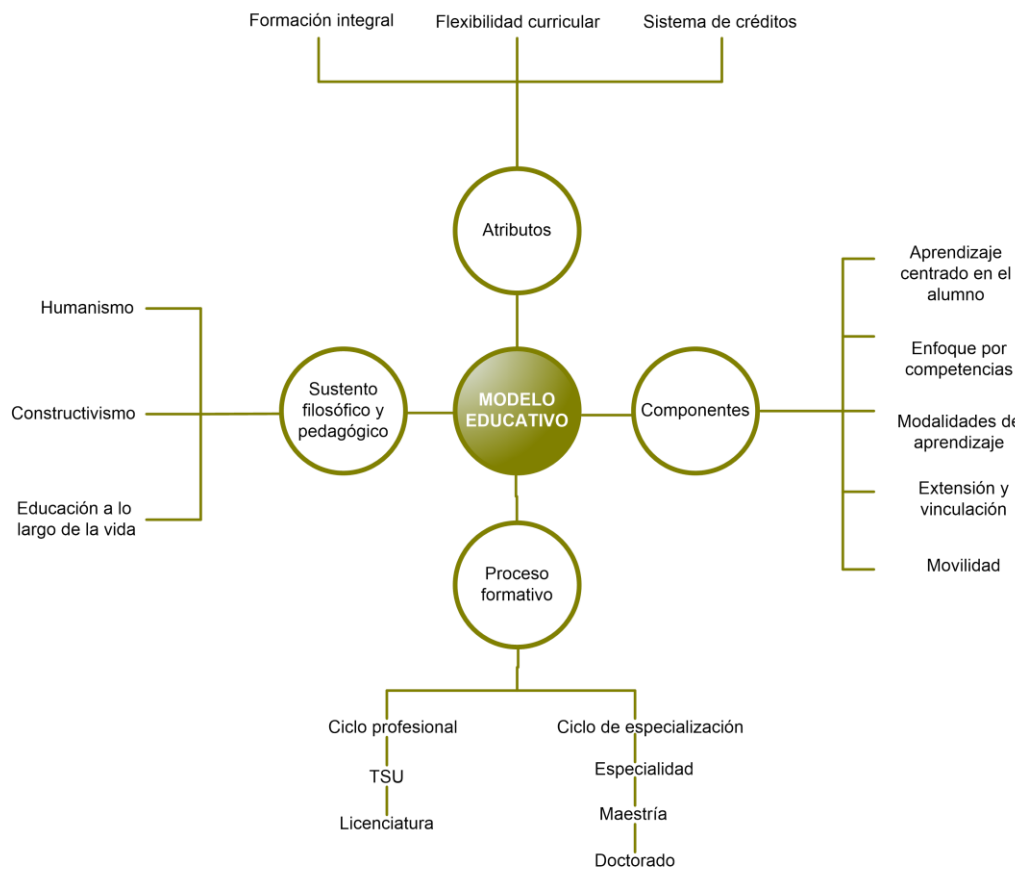 Formación integral
Flexibilidad curricular
Sistema de créditos
Atributos
Humanismo
Constructivismo
Educación a lo
largo de la vida
Sustento
filosófico y
pedagógico
MODELO
EDUCATIVO
Componentes
Aprendizaje
centrado en el
alumno
Enfoque por
competencias
Modalidades de
aprendizaje
Extensión y
vinculación
Movilidad
Proceso
formativo
Ciclo profesional
TSU
Licenciatura
Ciclo de especialización
Especialidad
Maestría
Doctorado